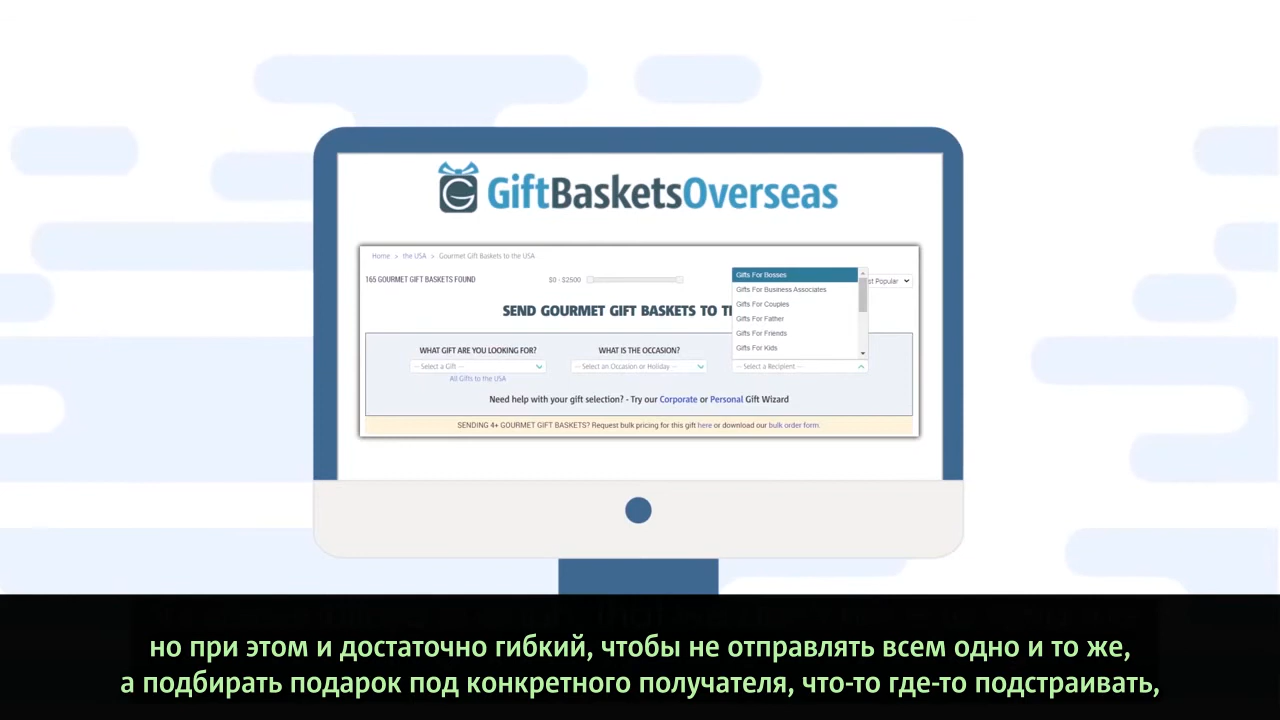 GiftBasketsOverseas
Home > the USA > Gourmet Gift Baskets to the USA
165 GOURMET GIFT BASKETS FOUND
$0 - $2500
st Popular
Gifts For Bosses
Gifts For Business Associates
Gifts For Couples
Gifts For Father
Gifts For Friends
Gifts For Kids
SEND GOURMET GIFT BASKETS TO
WHAT GIFT ARE YOU LOOKING FOR?
WHAT IS THE OCCASION?
-- Select a Gift --
-- Select an Occasion or Holiday --
-- Select a Recipient --
All Gifts to the USA
Need help with your gift selection? - Try our Corporate or Personal Gift Wizard
SENDING 4+ GOURMET GIFT BASKETS? Request bulk pricing for this gift here or download our bulk order form.
но при этом и достаточно гибкий, чтобы не отправлять всем одно и то же,
а подбирать подарок под конкретного получателя, что-то где-то подстраивать,